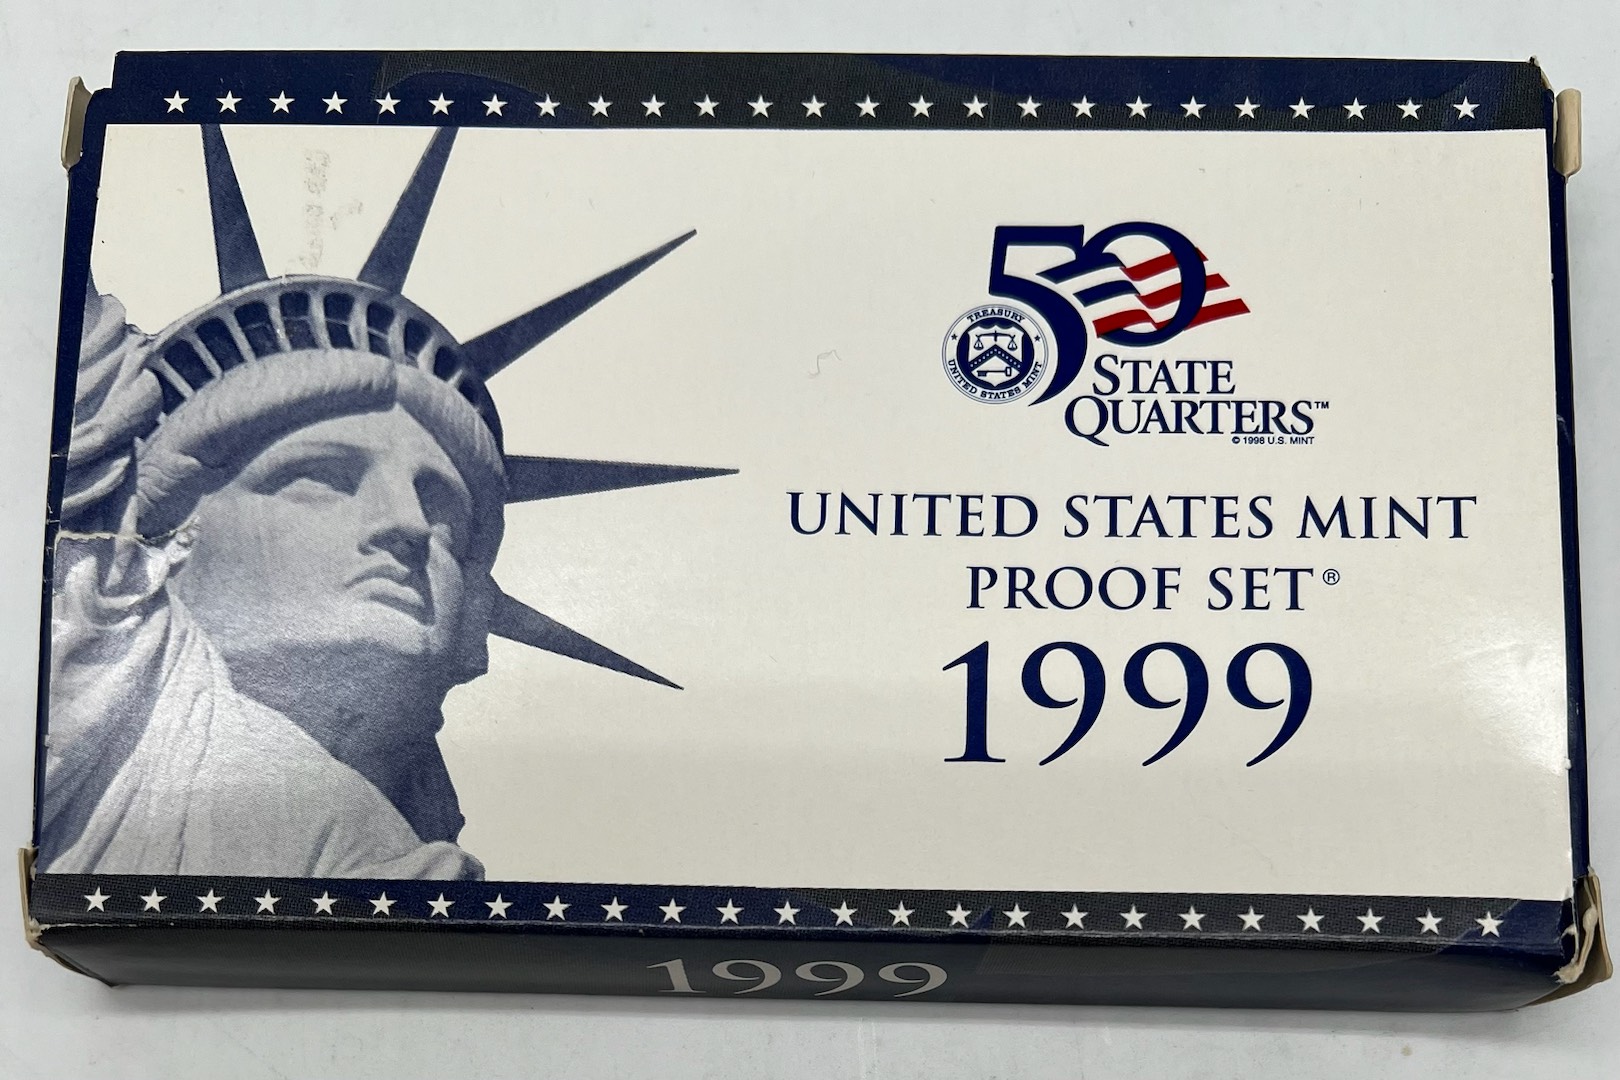 50
STATE
QUARTERS™
© 1998 U.S. MINT
TREASURY
UNITED STATES MINT
UNITED STATES MINT
PROOF SET®
1999
1999